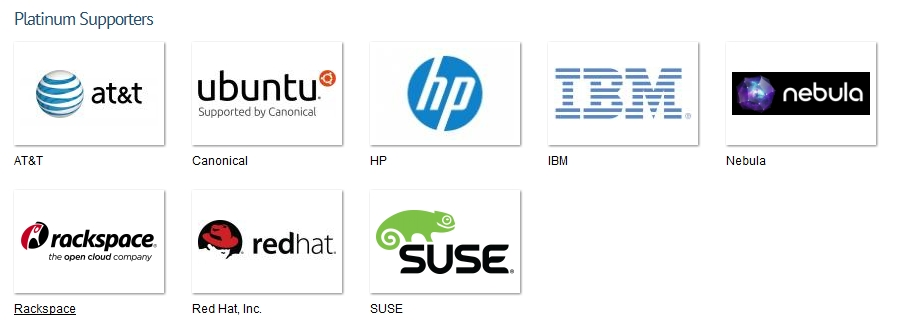 Platinum Supporters
at&t
ubuntu®
Supported by Canonical
hp
IBM®
nebula
AT&T
Canonical
HP
IBM
Nebula
rackspace®
the open cloud company
redhat.
SUSE®
Rackspace
Red Hat, Inc.
SUSE